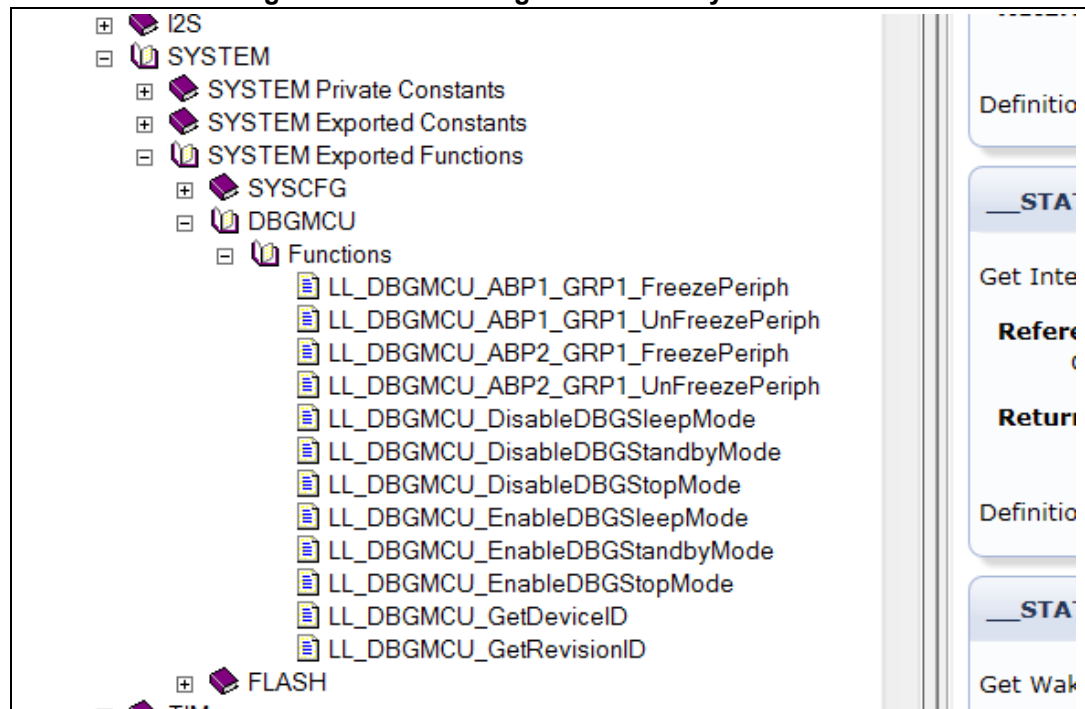 I2S
SYSTEM
SYSTEM Private Constants
SYSTEM Exported Constants
SYSTEM Exported Functions
SYSCFG
DBGMCU
Functions
LL_DBGMCU_ABP1_GRP1_FreezePeriph
LL_DBGMCU_ABP1_GRP1_UnFreezePeriph
LL_DBGMCU_ABP2_GRP1_FreezePeriph
LL_DBGMCU_ABP2_GRP1_UnFreezePeriph
LL_DBGMCU_DisableDBGSleepMode
LL_DBGMCU_DisableDBGStandbyMode
LL_DBGMCU_DisableDBGStopMode
LL_DBGMCU_EnableDBGSleepMode
LL_DBGMCU_EnableDBGStandbyMode
LL_DBGMCU_EnableDBGStopMode
LL_DBGMCU_GetDeviceID
LL_DBGMCU_GetRevisionID
FLASH
Definitio
__STAT
Get Inte
Refere
Return
Definitio
__STAT
Get Wak